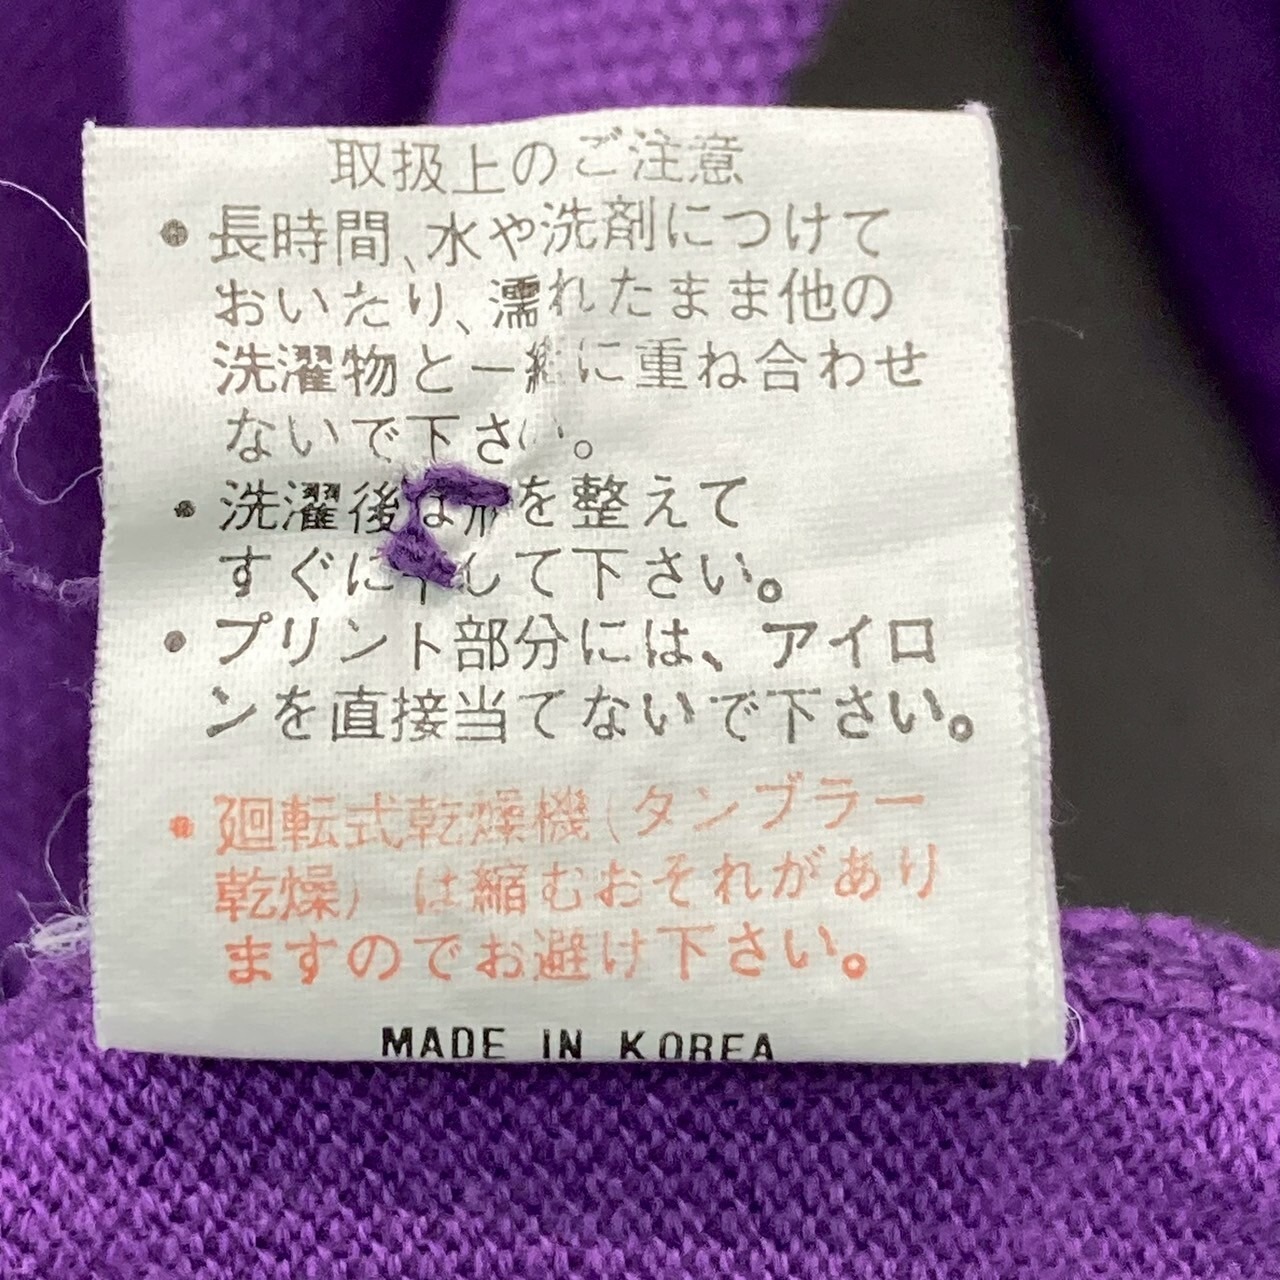 取扱上のご注意
• 長時間、水や洗剤につけて
おいたり、濡れたまま他の
洗濯物と一緒に重ね合わせ
ないで下さい。
• 洗濯後は形を整えて
すぐに干して下さい。
• プリント部分には、アイロ
ンを直接当てないで下さい。
• 廻転式乾燥機(タンブラー
乾燥)は縮むおそれがあり
ますのでお避け下さい。
MADE IN KOREA